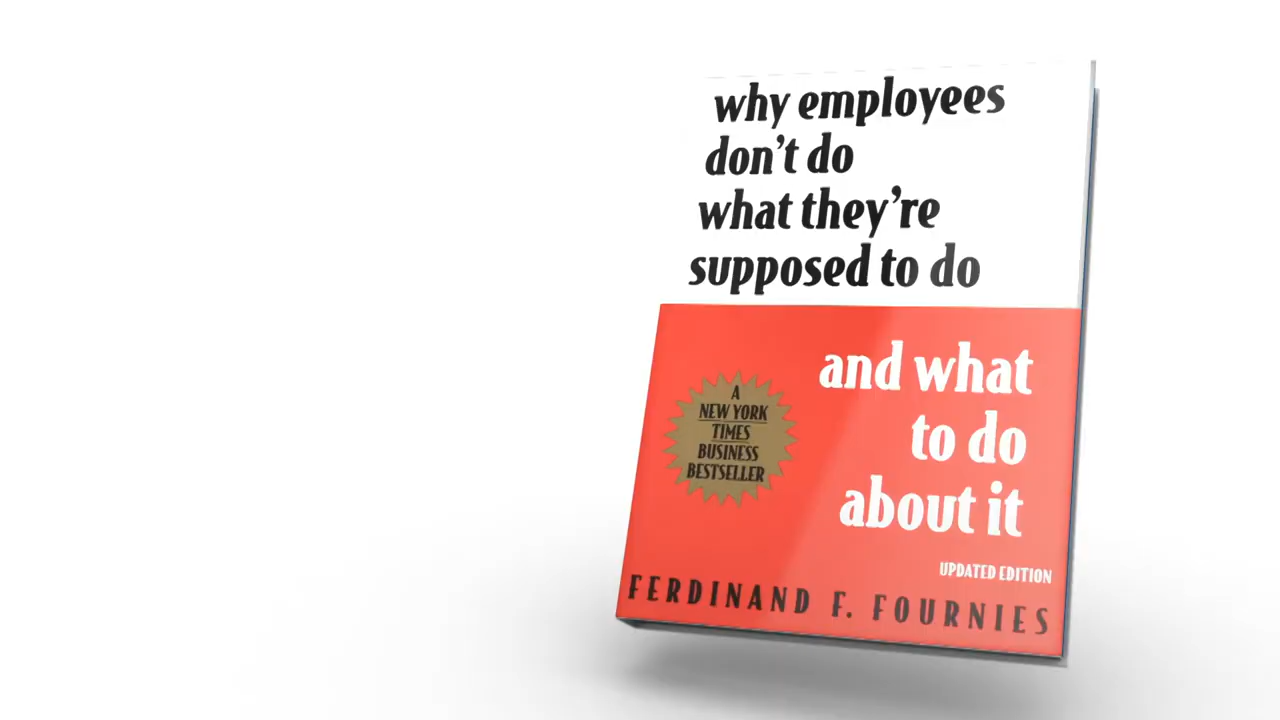 why employees
don't do
what they're
supposed to do
and what
to do
about it
A
NEW YORK
TIMES
BUSINESS
BESTSELLER
UPDATED EDITION
FERDINAND F. FOURNIES